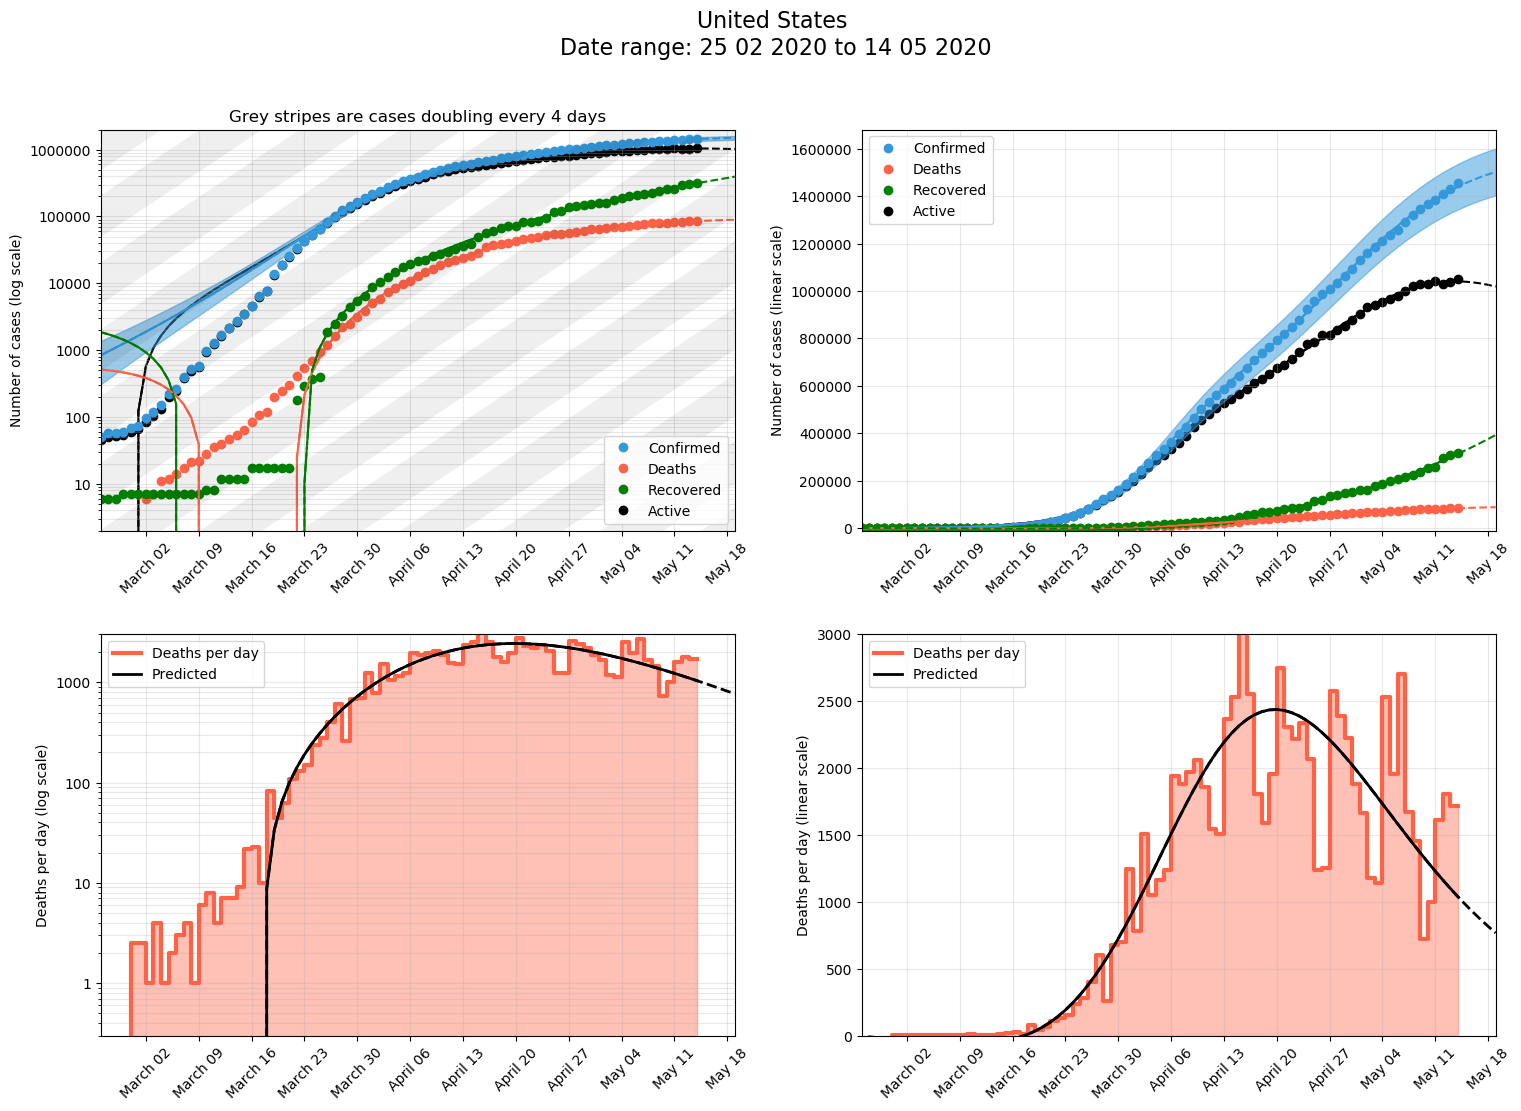 United States
Date range: 25 02 2020 to 14 05 2020
Grey stripes are cases doubling every 4 days
Number of cases (log scale)
1000000
100000
10000
1000
100
10
Confirmed
Deaths
Recovered
Active
March 02
March 09
March 16
March 23
March 30
April 06
April 13
April 20
April 27
May 04
May 11
May 18
Number of cases (linear scale)
1600000
1400000
1200000
1000000
800000
600000
400000
200000
0
Confirmed
Deaths
Recovered
Active
March 02
March 09
March 16
March 23
March 30
April 06
April 13
April 20
April 27
May 04
May 11
May 18
Deaths per day (log scale)
1000
100
10
1
Deaths per day
Predicted
March 02
March 09
March 16
March 23
March 30
April 06
April 13
April 20
April 27
May 04
May 11
May 18
Deaths per day (linear scale)
3000
2500
2000
1500
1000
500
0
Deaths per day
Predicted
March 02
March 09
March 16
March 23
March 30
April 06
April 13
April 20
April 27
May 04
May 11
May 18